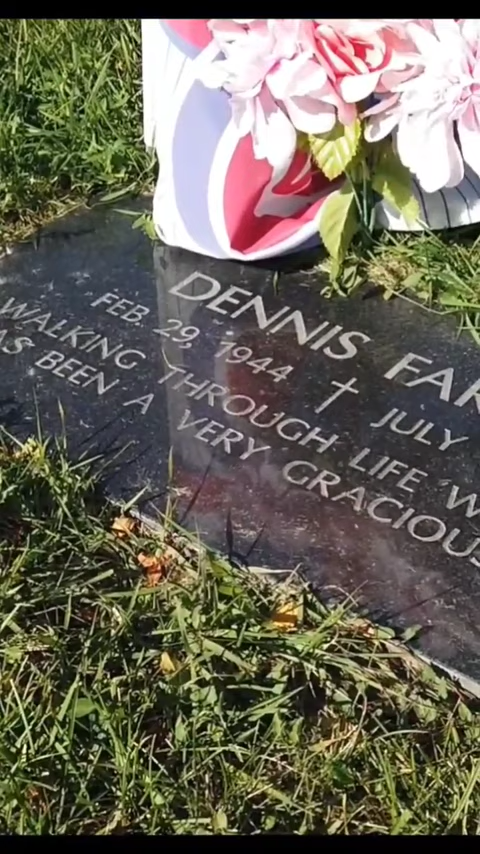 DENNIS FAR
FEB. 29, 1944 † JULY
WALKING THROUGH LIFE W
AS BEEN A VERY GRACIOUS